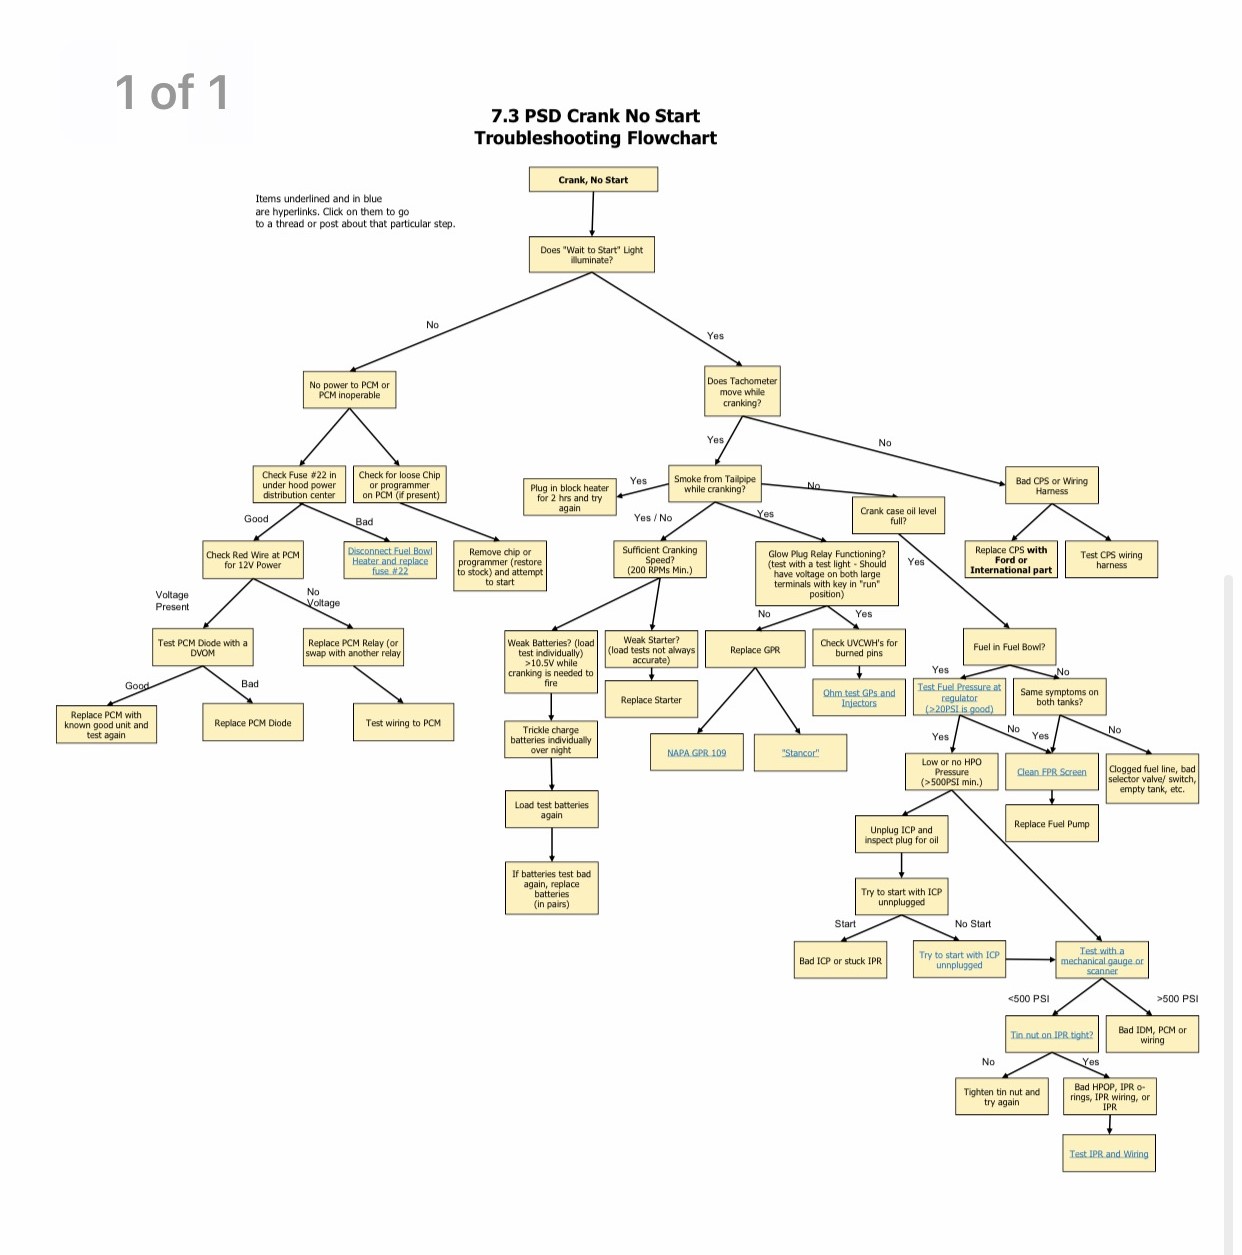 1 of 1
7.3 PSD Crank No Start
Troubleshooting Flowchart
Items underlined and in blue
are hyperlinks. Click on them to go
to a thread or post about that particular step.
Crank, No Start
Does "Wait to Start" Light
illuminate?
No
Yes
No power to PCM or
PCM inoperable
Does Tachometer
move while
cranking?
Yes
No
Check Fuse #22 in
under hood power
distribution center
Check for loose Chip
or programmer
on PCM (if present)
Plug in block heater
for 2 hrs and try
again
Yes
Smoke from Tailpipe
while cranking?
No
Crank case oil level
full?
Bad CPS or Wiring
Harness
Good
Bad
Yes / No
Yes
Yes
Check Red Wire at PCM
for 12V Power
Disconnect Fuel Bowl
Heater and replace
fuse #22
Remove chip or
programmer (restore
to stock) and attempt
to start
Sufficient Cranking
Speed?
(200 RPMs Min.)
Glow Plug Relay Functioning?
(test with a test light - Should
have voltage on both large
terminals with key in "run"
position)
Replace CPS with
Ford or
International part
Test CPS wiring
harness
Voltage
Present
No
Voltage
No
Yes
Test PCM Diode with a
DVOM
Replace PCM Relay (or
swap with another relay
Weak Batteries? (load
test individually)
>10.5V while
cranking is needed to
fire
Weak Starter?
(load tests not always
accurate)
Replace GPR
Check UVCWH's for
burned pins
Fuel in Fuel Bowl?
Good
Bad
Yes
No
Replace PCM with
known good unit and
test again
Replace PCM Diode
Test wiring to PCM
Replace Starter
Ohm test GPs and
Injectors
Test Fuel Pressure at
regulator
(>20PSI is good)
Same symptoms on
both tanks?
Trickle charge
batteries individually
over night
NAPA GPR 109
"Stancor"
Yes
No
Yes
No
Low or no HPO
Pressure
(>500PSI min.)
Clean FPR Screen
Clogged fuel line, bad
selector valve/ switch,
empty tank, etc.
Load test batteries
again
Unplug ICP and
inspect plug for oil
Replace Fuel Pump
If batteries test bad
again, replace
batteries
(in pairs)
Try to start with ICP
unplugged
Start
No Start
Bad ICP or stuck IPR
Try to start with ICP
unplugged
Test with a
mechanical gauge or
scanner
<500 PSI
>500 PSI
Tin nut on IPR tight?
Bad IDM, PCM or
wiring
No
Yes
Tighten tin nut and
try again
Bad HPOP, IPR o-
rings, IPR wiring, or
IPR
Test IPR and Wiring